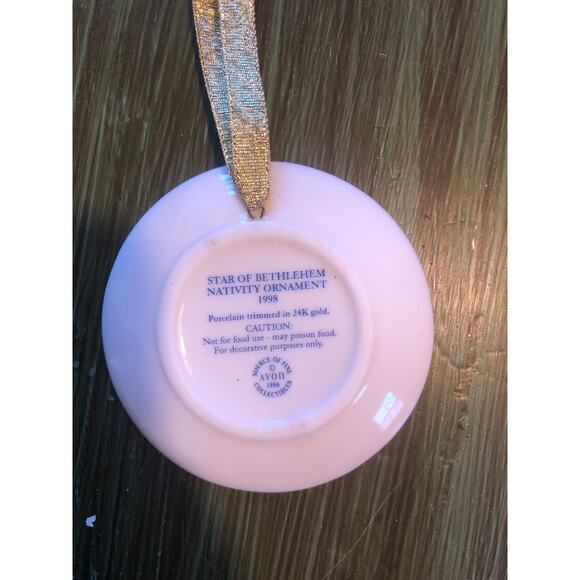 STAR OF BETHLEHEM
NATIVITY ORNAMENT
1998
Porcelain trimmed in 24K gold.
CAUTION:
Not for food use - may poison food.
For decorative purposes only.
SOURCE OF FINE
©
AVON
1998
COLLECTIBLES